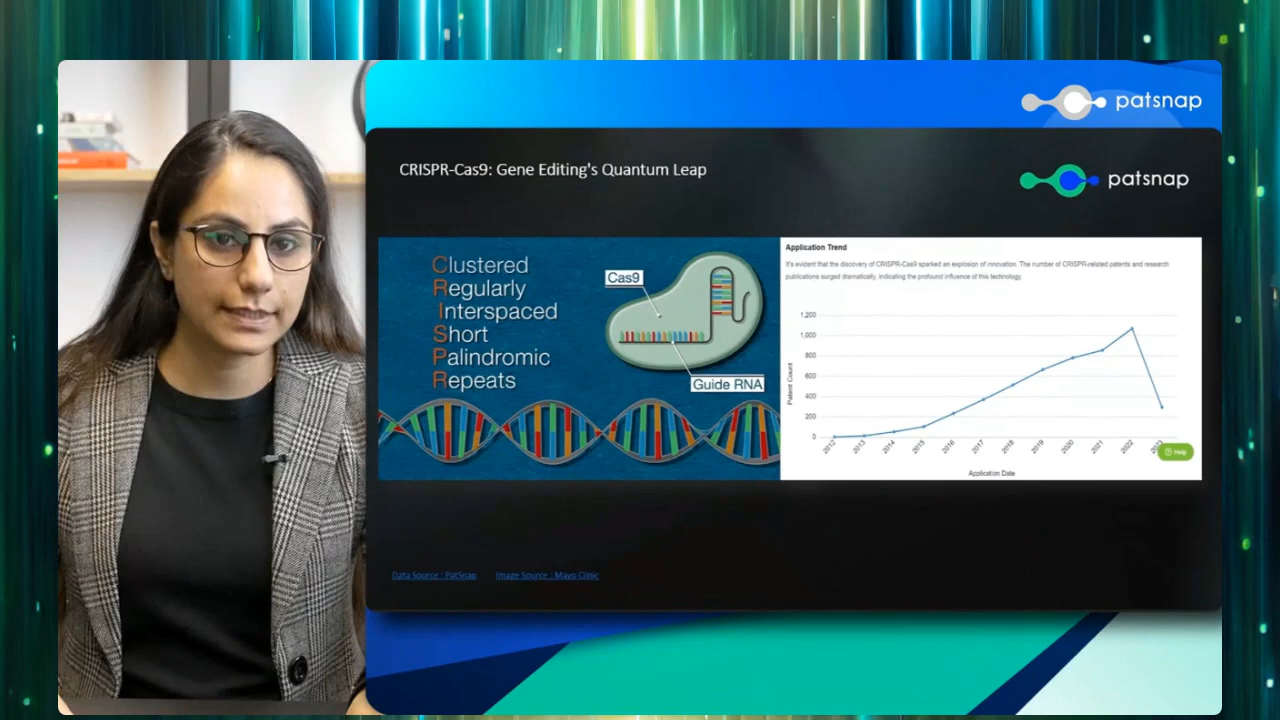 patsnap
CRISPR-Cas9: Gene Editing's Quantum Leap
patsnap
Clustered
Regularly
Interspaced
Short
Palindromic
Repeats
Cas9
Guide RNA
Application Trend
It's evident that the discovery of CRISPR-Cas9 sparked an explosion of innovation. The number of CRISPR-related patents and research
publications surged dramatically, indicating the profound influence of this technology.
Patent Count
1,200
1,000
800
600
400
200
0
2012
2013
2014
2015
2016
2017
2018
2019
2020
2021
2022
Help
Application Date
Data Source : PatSnap
Image Source : Mayo Clinic